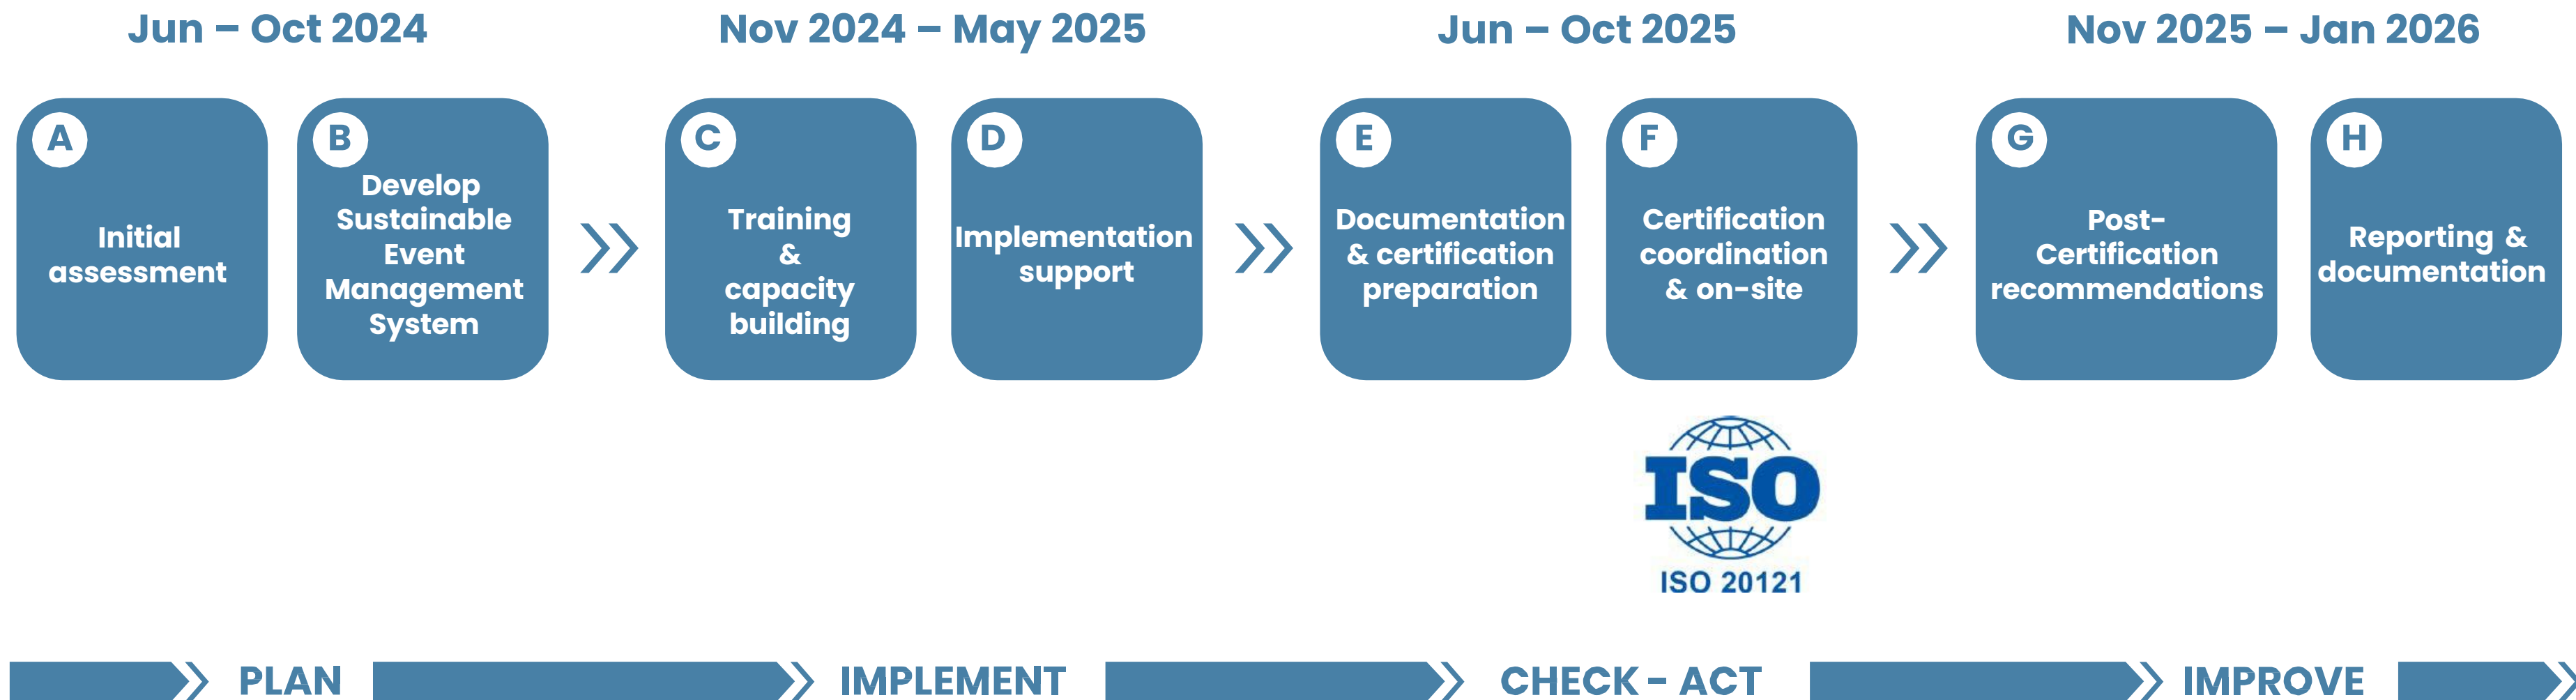 Jun – Oct 2024
Nov 2024 – May 2025
Jun – Oct 2025
Nov 2025 – Jan 2026
A
Initial
assessment
B
Develop
Sustainable
Event
Management
System
C
Training
&
capacity
building
D
Implementation
support
E
Documentation
& certification
preparation
F
Certification
coordination
& on-site
G
Post-
Certification
recommendations
H
Reporting &
documentation
ISO
ISO 20121
PLAN
IMPLEMENT
CHECK - ACT
IMPROVE